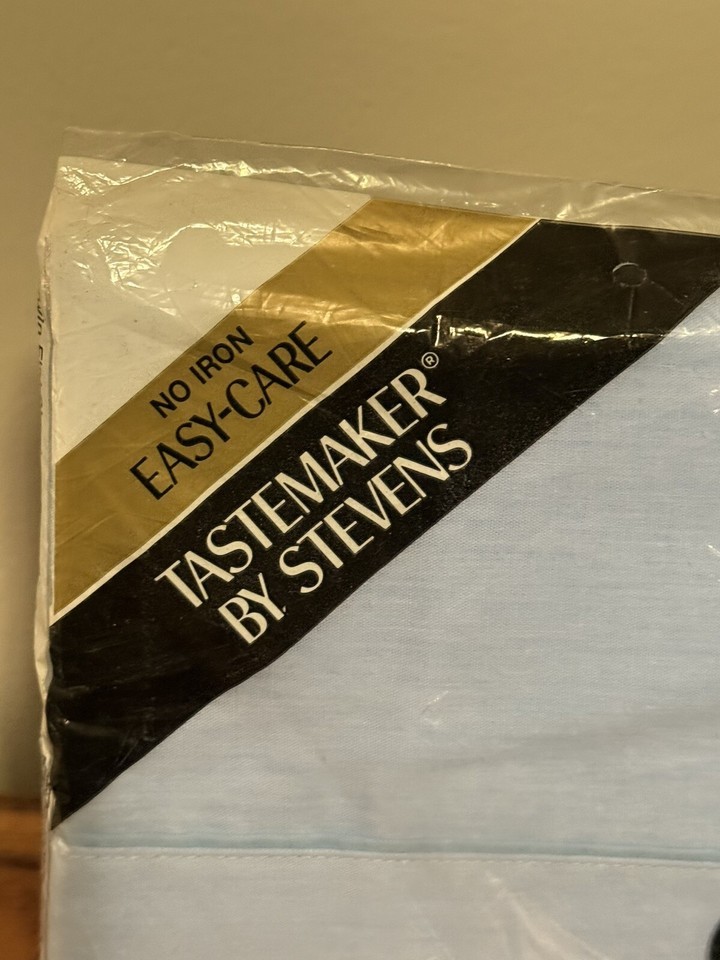 NO IRON
EASY-CARE
TASTEMAKER®
BY STEVENS